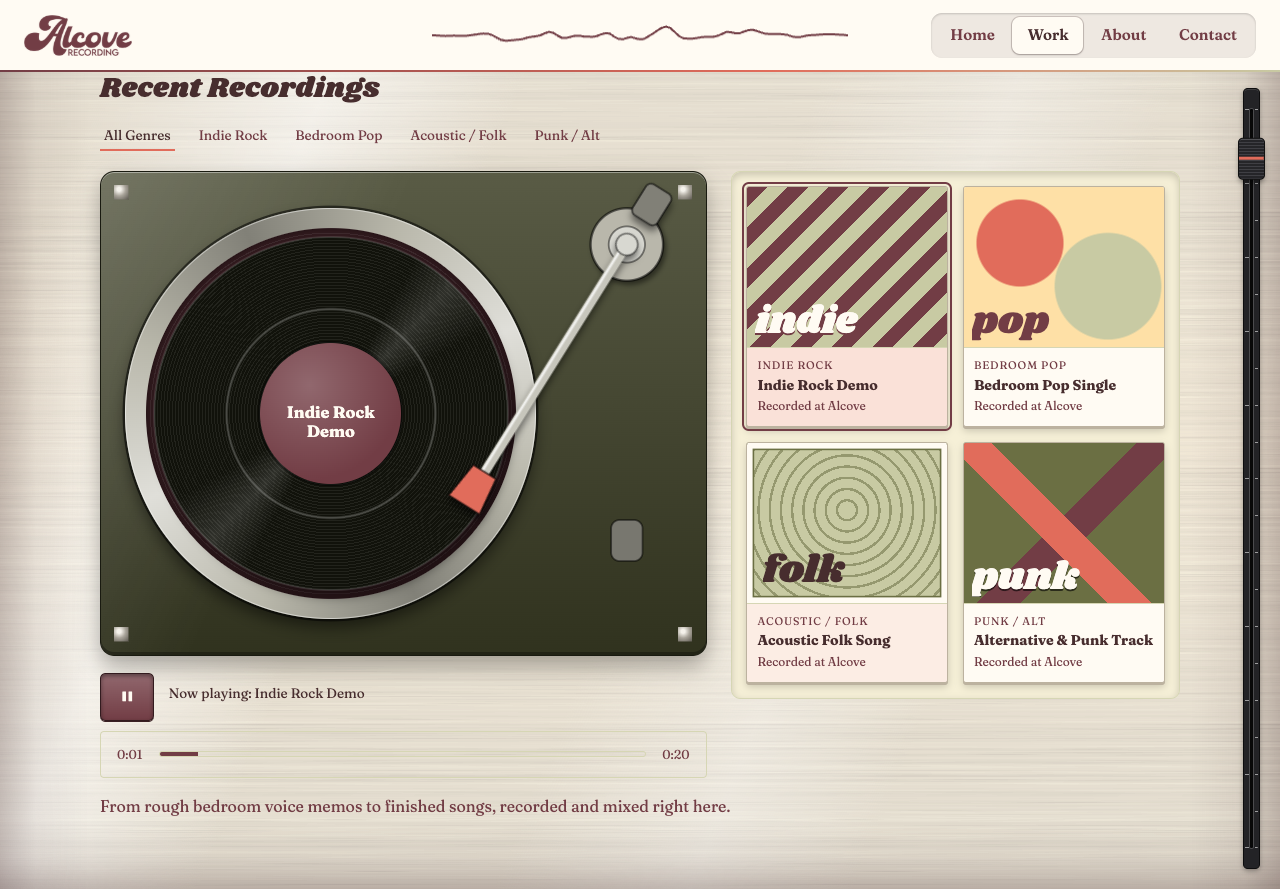 Alcove
RECORDING
Home
Work
About
Contact
Recent Recordings
All Genres
Indie Rock
Bedroom Pop
Acoustic / Folk
Punk / Alt
Indie Rock
Demo
Now playing: Indie Rock Demo
0:01
0:20
From rough bedroom voice memos to finished songs, recorded and mixed right here.
indie
INDIE ROCK
Indie Rock Demo
Recorded at Alcove
pop
BEDROOM POP
Bedroom Pop Single
Recorded at Alcove
folk
ACOUSTIC / FOLK
Acoustic Folk Song
Recorded at Alcove
punk
PUNK / ALT
Alternative & Punk Track
Recorded at Alcove